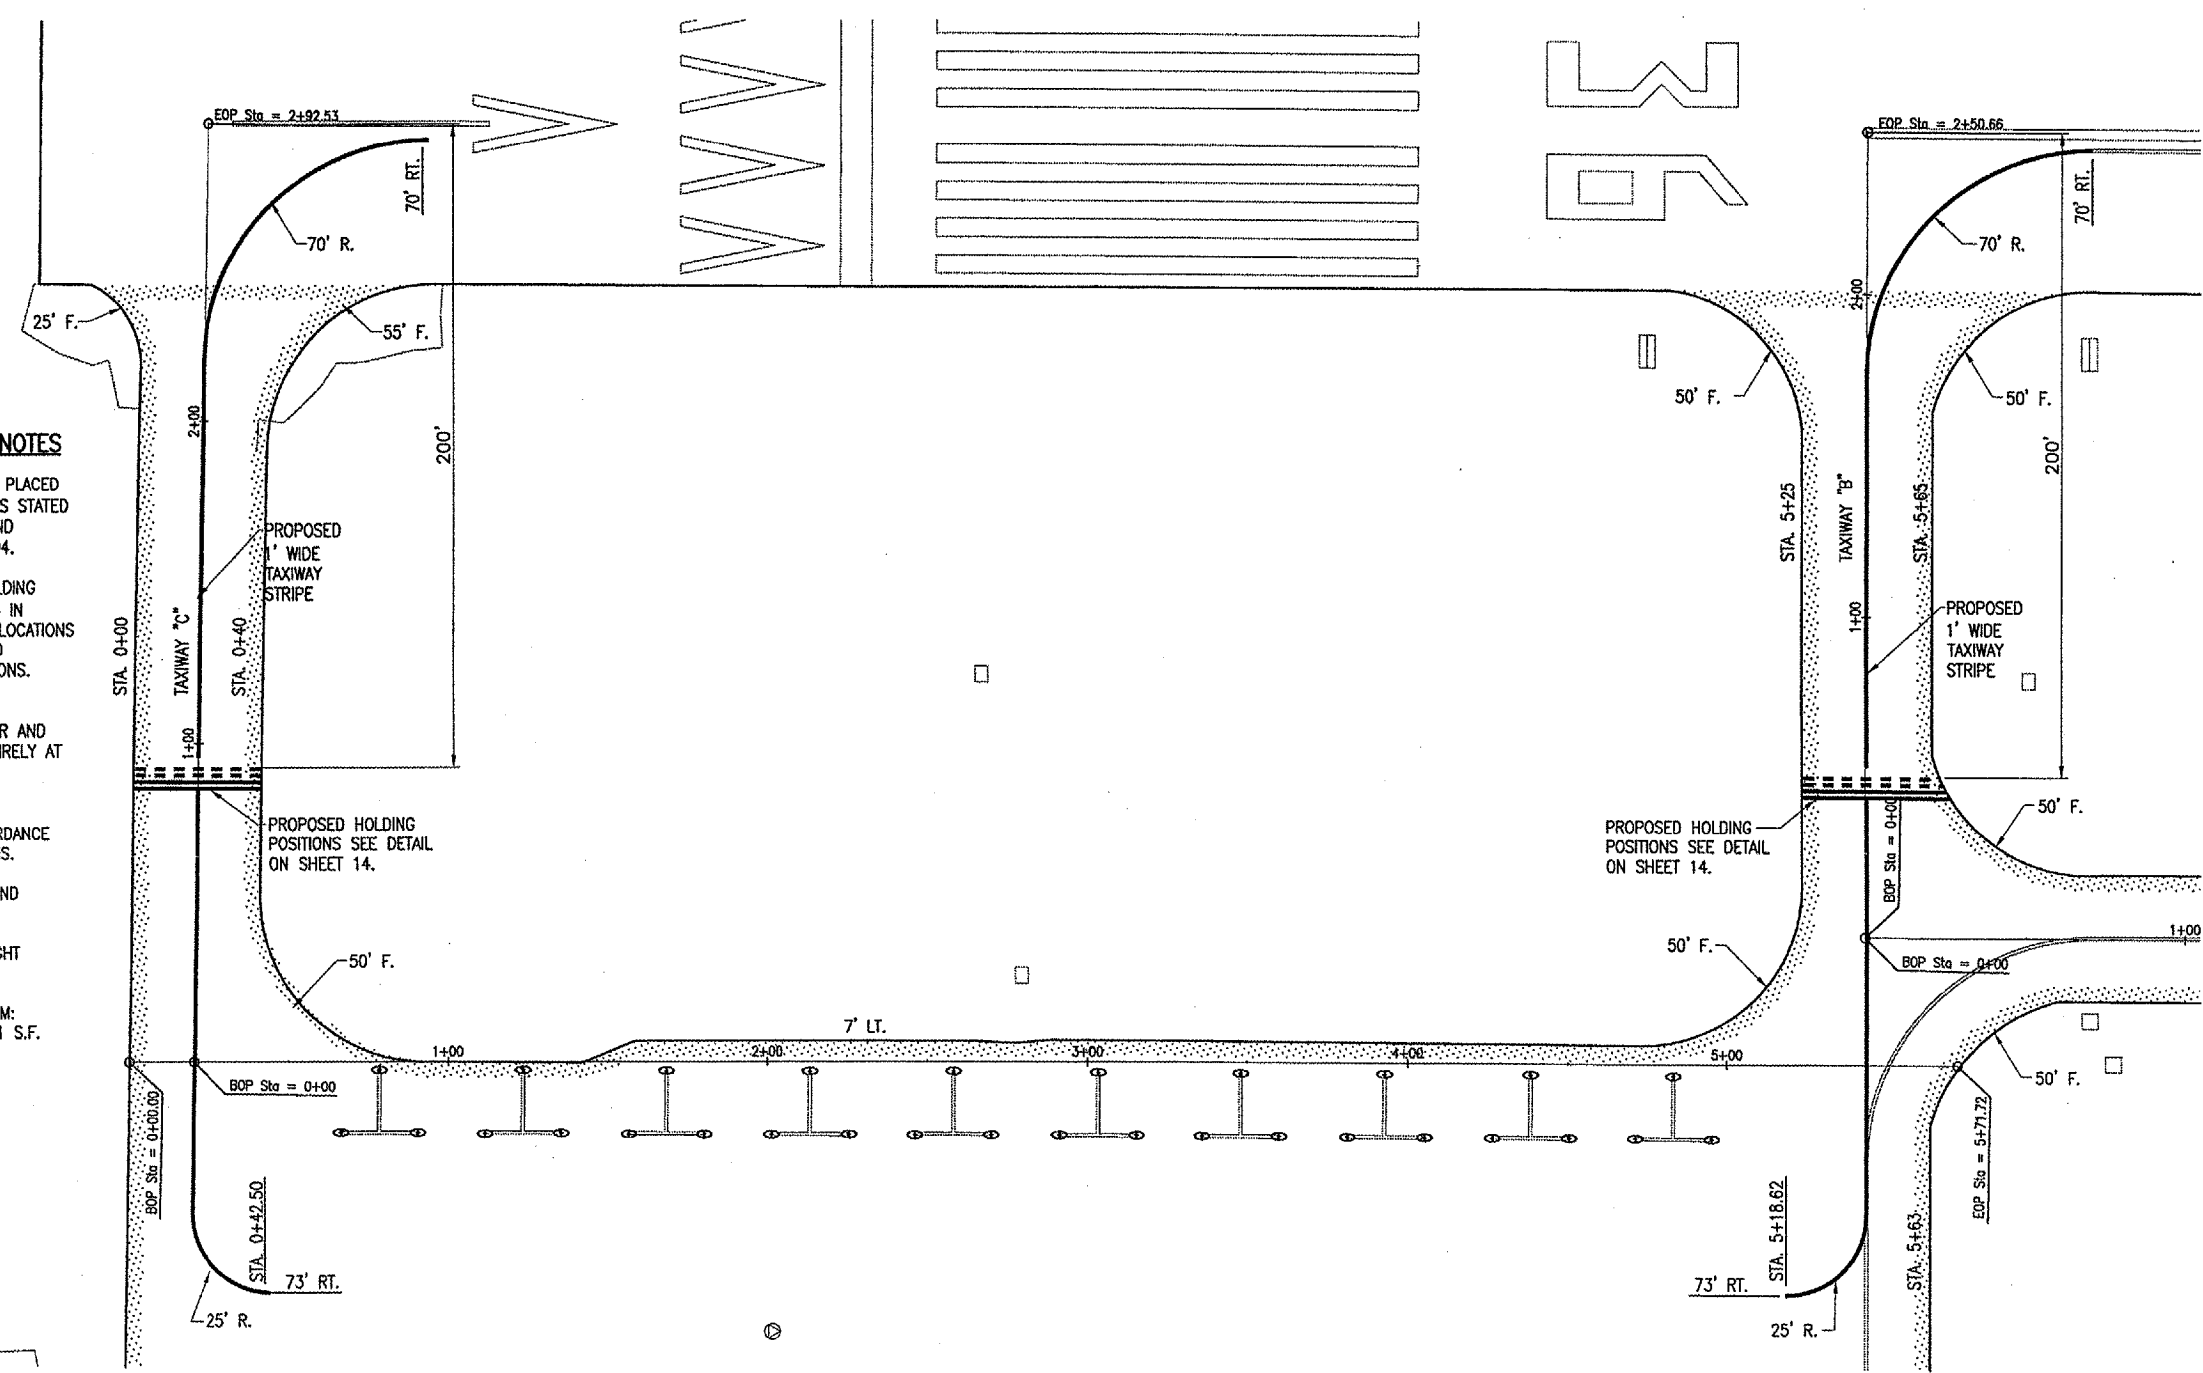 EOP Sta = 2+92.53
70' RT.
70' R.
25' F.
55' F.
200'
2+00
NOTES
PLACED
S STATED
ND
4.
LDING
IN
LOCATIONS
ONS.
R AND
IRELY AT
RDANCE
S.
ND
GHT
M:
S.F.
PROPOSED
1' WIDE
TAXIWAY
STRIPE
STA. 0+00
TAXIWAY "C"
STA. 0+40
1+00
PROPOSED HOLDING
POSITIONS SEE DETAIL
ON SHEET 14.
50' F.
BOP Sta = 0+00
BOP Sta = 0+00.00
STA. 0+42.50
73' RT.
25' R.
1+00
7' LT.
2+00
3+00
4+00
5+00
36
EOP Sta = 2+50.66
70' RT.
70' R.
2+00
50' F.
50' F.
200'
STA. 5+25
TAXIWAY "B"
STA. 5+65
1+00
PROPOSED
1' WIDE
TAXIWAY
STRIPE
PROPOSED HOLDING
POSITIONS SEE DETAIL
ON SHEET 14.
50' F.
BOP Sta = 0+00
50' F.
BOP Sta = 0+00
1+00
50' F.
EOP Sta = 5+71.72
STA. 5+18.62
STA. 5+63
73' RT.
25' R.